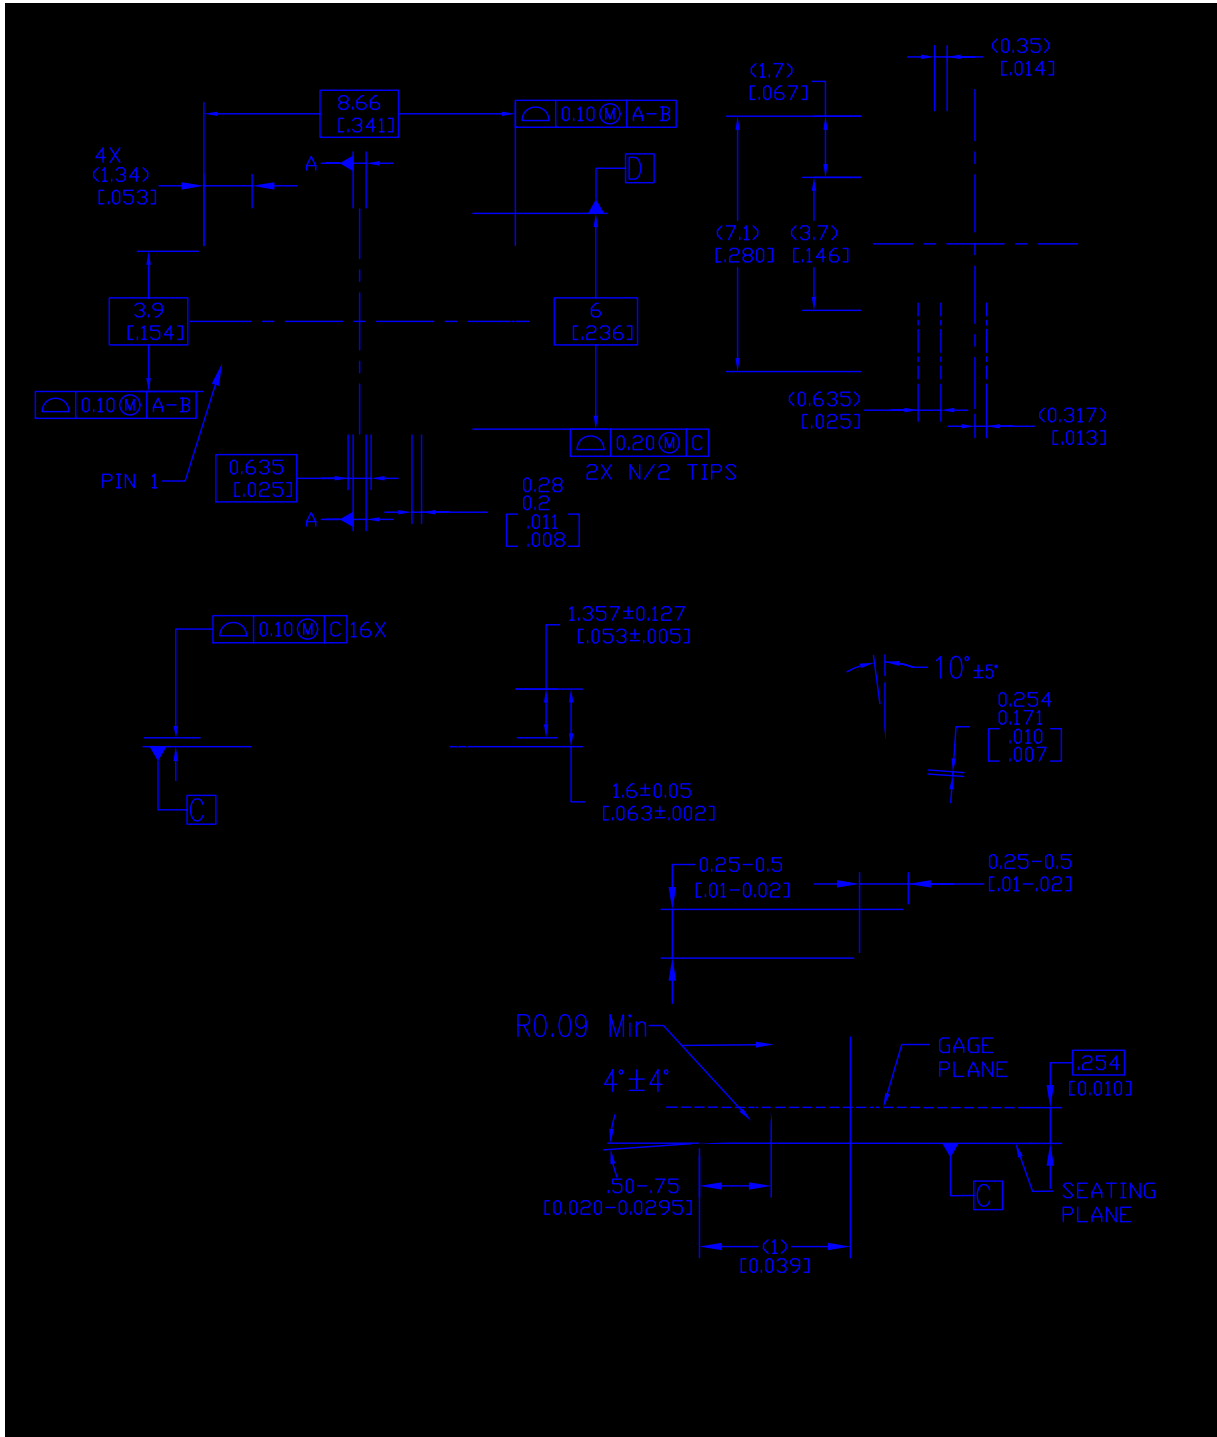 8.66
[.341]
0.10 Ⓜ A-B
A
D
4X
(1.34)
[.053]
3.9
[.154]
6
[.236]
0.10 Ⓜ A-B
0.20 Ⓜ C
2X N/2 TIPS
PIN 1
0.635
[.025]
A
0.28
0.2
[.011
.008]
(0.35)
[.014]
(1.7)
[.067]
(7.1)
[.280]
(3.7)
[.146]
(0.635)
[.025]
(0.317)
[.013]
0.10 Ⓜ C 16X
C
1.357±0.127
[.053±.005]
1.6±0.05
[.063±.002]
10°±5°
0.254
0.171
[.010
.007]
0.25-0.5
[.01-0.02]
0.25-0.5
[.01-.02]
R0.09 Min
4°±4°
GAGE
PLANE
.254
[0.010]
.50-.75
[0.020-0.0295]
C
SEATING
PLANE
(1)
[0.039]